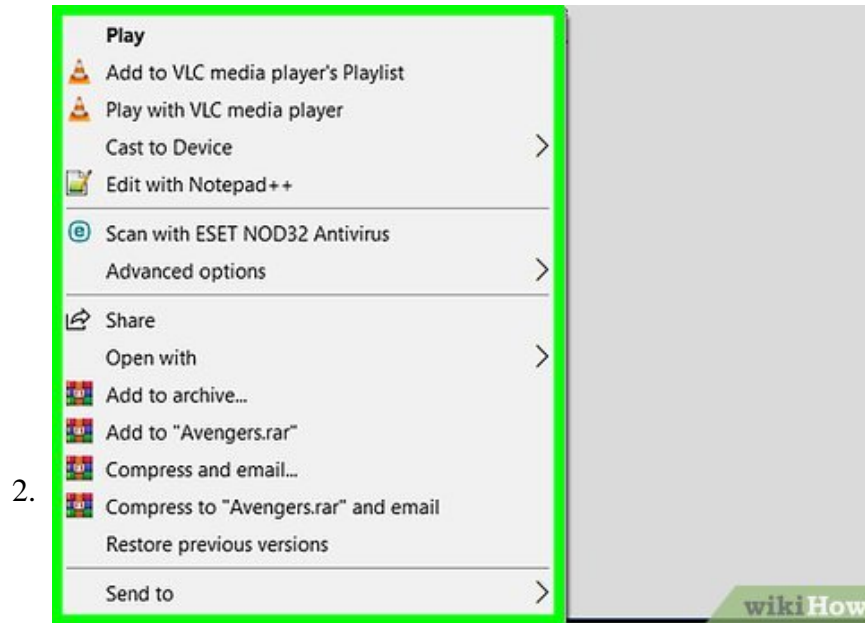 Play
Add to VLC media player's Playlist
Play with VLC media player
Cast to Device
Edit with Notepad++
Scan with ESET NOD32 Antivirus
Advanced options
Share
Open with
Add to archive...
Add to "Avengers.rar"
Compress and email...
2.
Compress to "Avengers.rar" and email
Restore previous versions
Send to
wikiHow